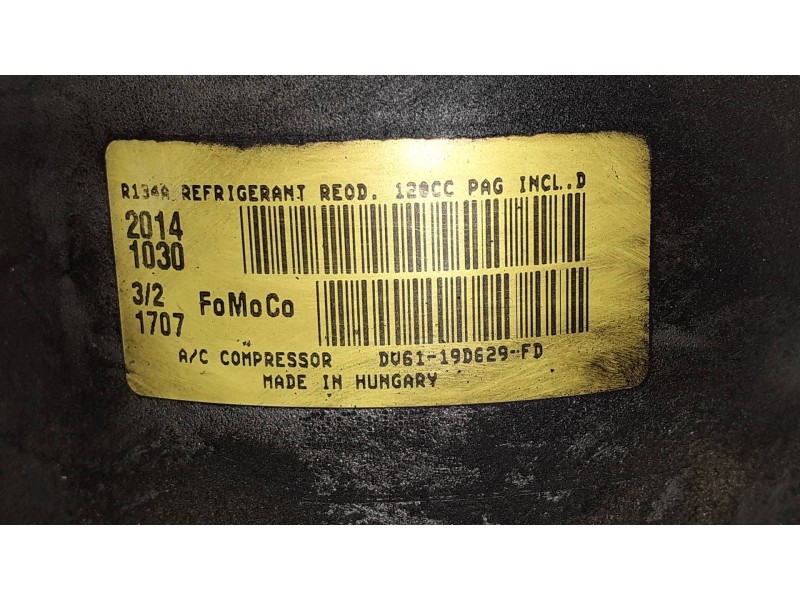 R134A REFRIGERANT REQD. 120CC PAG INCL.D
2014
1030
3/2
1707
FoMoCo
A/C COMPRESSOR DV61-19D629-FD
MADE IN HUNGARY